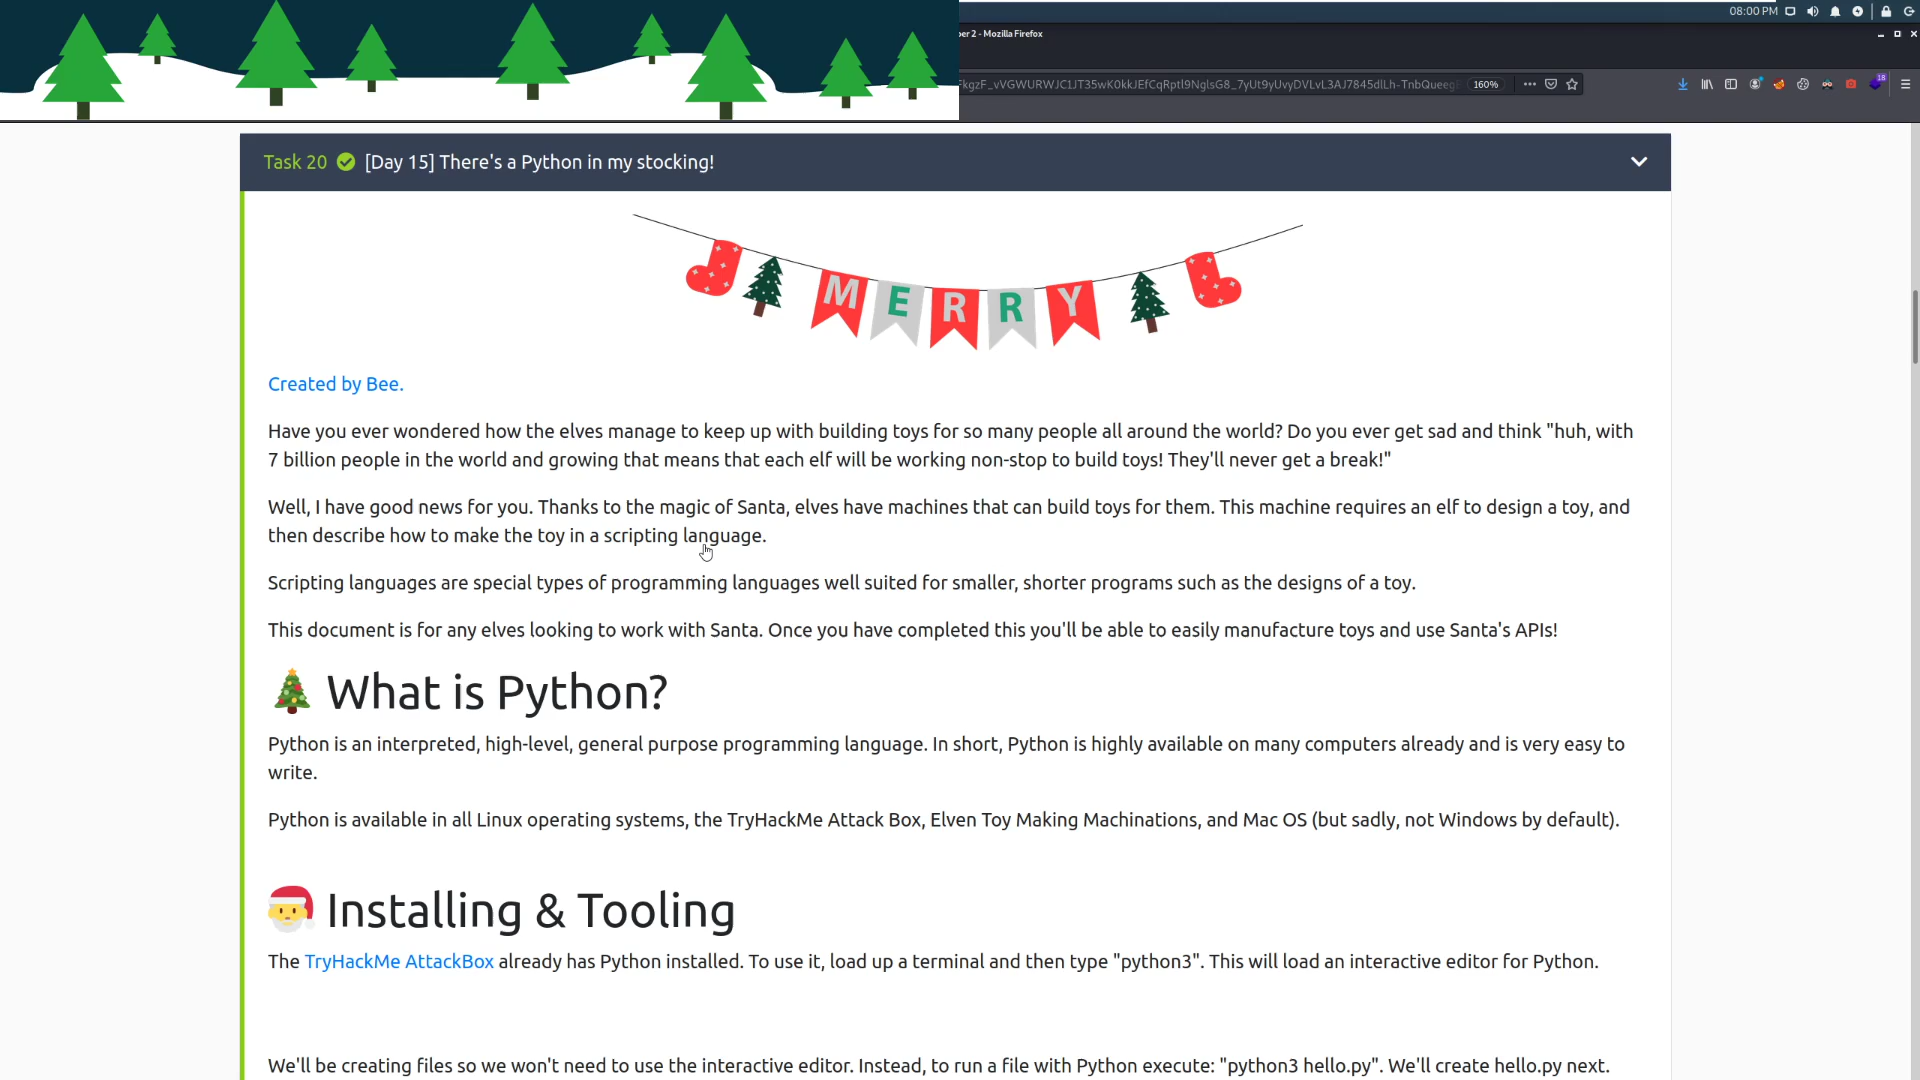 08:00 PM
per 2 - Mozilla Firefox
160%
18
Task 20 [Day 15] There's a Python in my stocking!
MERRY
Created by Bee.
Have you ever wondered how the elves manage to keep up with building toys for so many people all around the world? Do you ever get sad and think "huh, with
7 billion people in the world and growing that means that each elf will be working non-stop to build toys! They'll never get a break!"
Well, I have good news for you. Thanks to the magic of Santa, elves have machines that can build toys for them. This machine requires an elf to design a toy, and
then describe how to make the toy in a scripting language.
Scripting languages are special types of programming languages well suited for smaller, shorter programs such as the designs of a toy.
This document is for any elves looking to work with Santa. Once you have completed this you'll be able to easily manufacture toys and use Santa's APIs!
What is Python?
Python is an interpreted, high-level, general purpose programming language. In short, Python is highly available on many computers already and is very easy to
write.
Python is available in all Linux operating systems, the TryHackMe Attack Box, Elven Toy Making Machinations, and Mac OS (but sadly, not Windows by default).
Installing & Tooling
The TryHackMe AttackBox already has Python installed. To use it, load up a terminal and then type "python3". This will load an interactive editor for Python.
We'll be creating files so we won't need to use the interactive editor. Instead, to run a file with Python execute: "python3 hello.py". We'll create hello.py next.